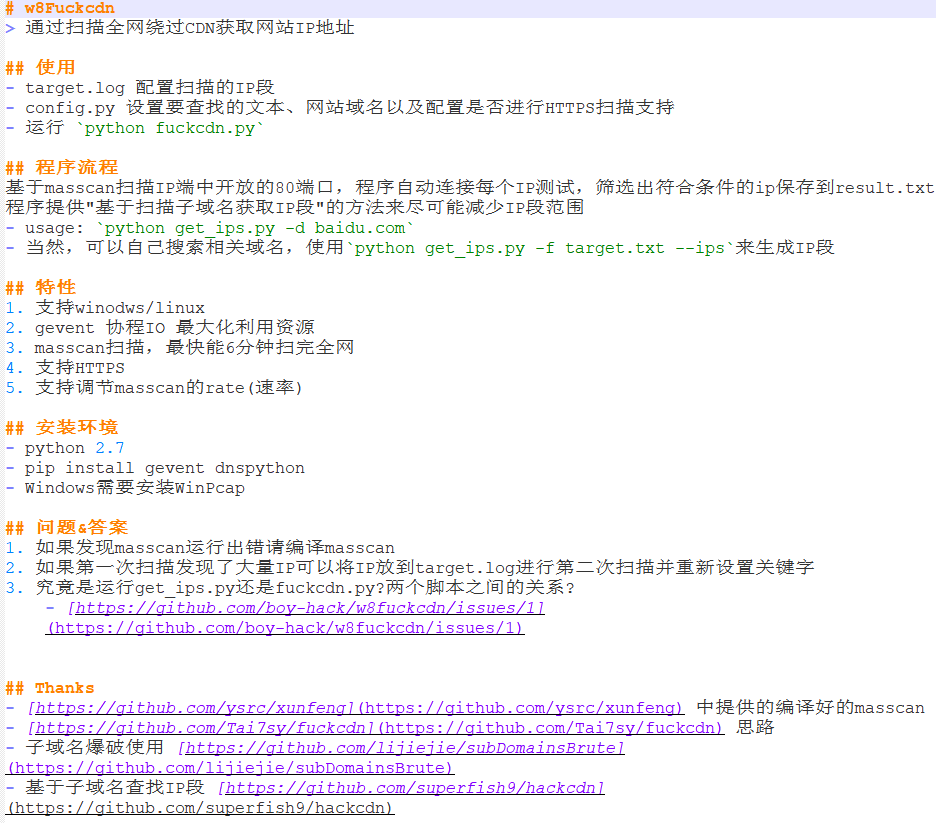 # w8Fuckcdn
> 通过扫描全网绕过CDN获取网站IP地址
## 使用
- target.log 配置扫描的IP段
- config.py 设置要查找的文本、网站域名以及配置是否进行HTTPS扫描支持
- 运行 `python fuckcdn.py`
## 程序流程
基于masscan扫描IP端中开放的80端口，程序自动连接每个IP测试，筛选出符合条件的ip保存到result.txt
程序提供"基于扫描子域名获取IP段"的方法来尽可能减少IP段范围
- usage: `python get_ips.py -d baidu.com`
- 当然，可以自己搜索相关域名，使用`python get_ips.py -f target.txt --ips`来生成IP段
## 特性
1. 支持winodws/linux
2. gevent 协程IO 最大化利用资源
3. masscan扫描，最快能6分钟扫完全网
4. 支持HTTPS
5. 支持调节masscan的rate(速率)
## 安装环境
- python 2.7
- pip install gevent dnspython
- Windows需要安装WinPcap
## 问题&答案
1. 如果发现masscan运行出错请编译masscan
2. 如果第一次扫描发现了大量IP可以将IP放到target.log进行第二次扫描并重新设置关键字
3. 究竟是运行get_ips.py还是fuckcdn.py?两个脚本之间的关系?
- [https://github.com/boy-hack/w8fuckcdn/issues/1]
(https://github.com/boy-hack/w8fuckcdn/issues/1)
## Thanks
- [https://github.com/ysrc/xunfeng](https://github.com/ysrc/xunfeng) 中提供的编译好的masscan
- [https://github.com/Tai7sy/fuckcdn](https://github.com/Tai7sy/fuckcdn) 思路
- 子域名爆破使用 [https://github.com/lijiejie/subDomainsBrute]
(https://github.com/lijiejie/subDomainsBrute)
- 基于子域名查找IP段 [https://github.com/superfish9/hackcdn]
(https://github.com/superfish9/hackcdn)